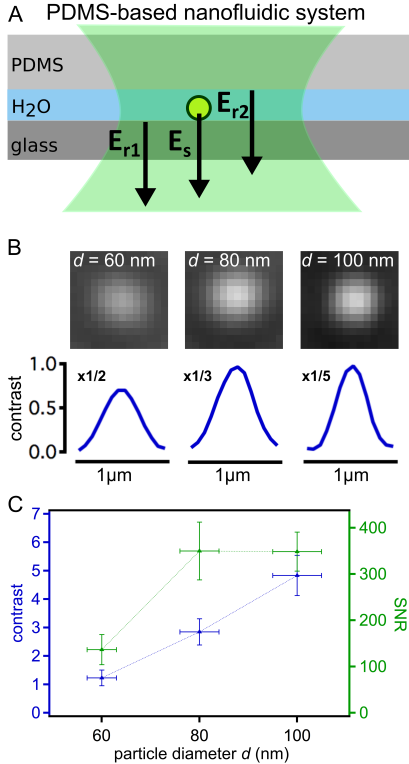 A PDMS-based nanofluidic system
PDMS
H₂O
glass
Er1
Es
Er2
B
d = 60 nm
d = 80 nm
d = 100 nm
contrast
1.0
0.5
0.0
x1/2
x1/3
x1/5
1µm
1µm
1µm
C
contrast
7
6
5
4
3
2
1
0
SNR
400
300
200
100
0
60
80
100
particle diameter d (nm)